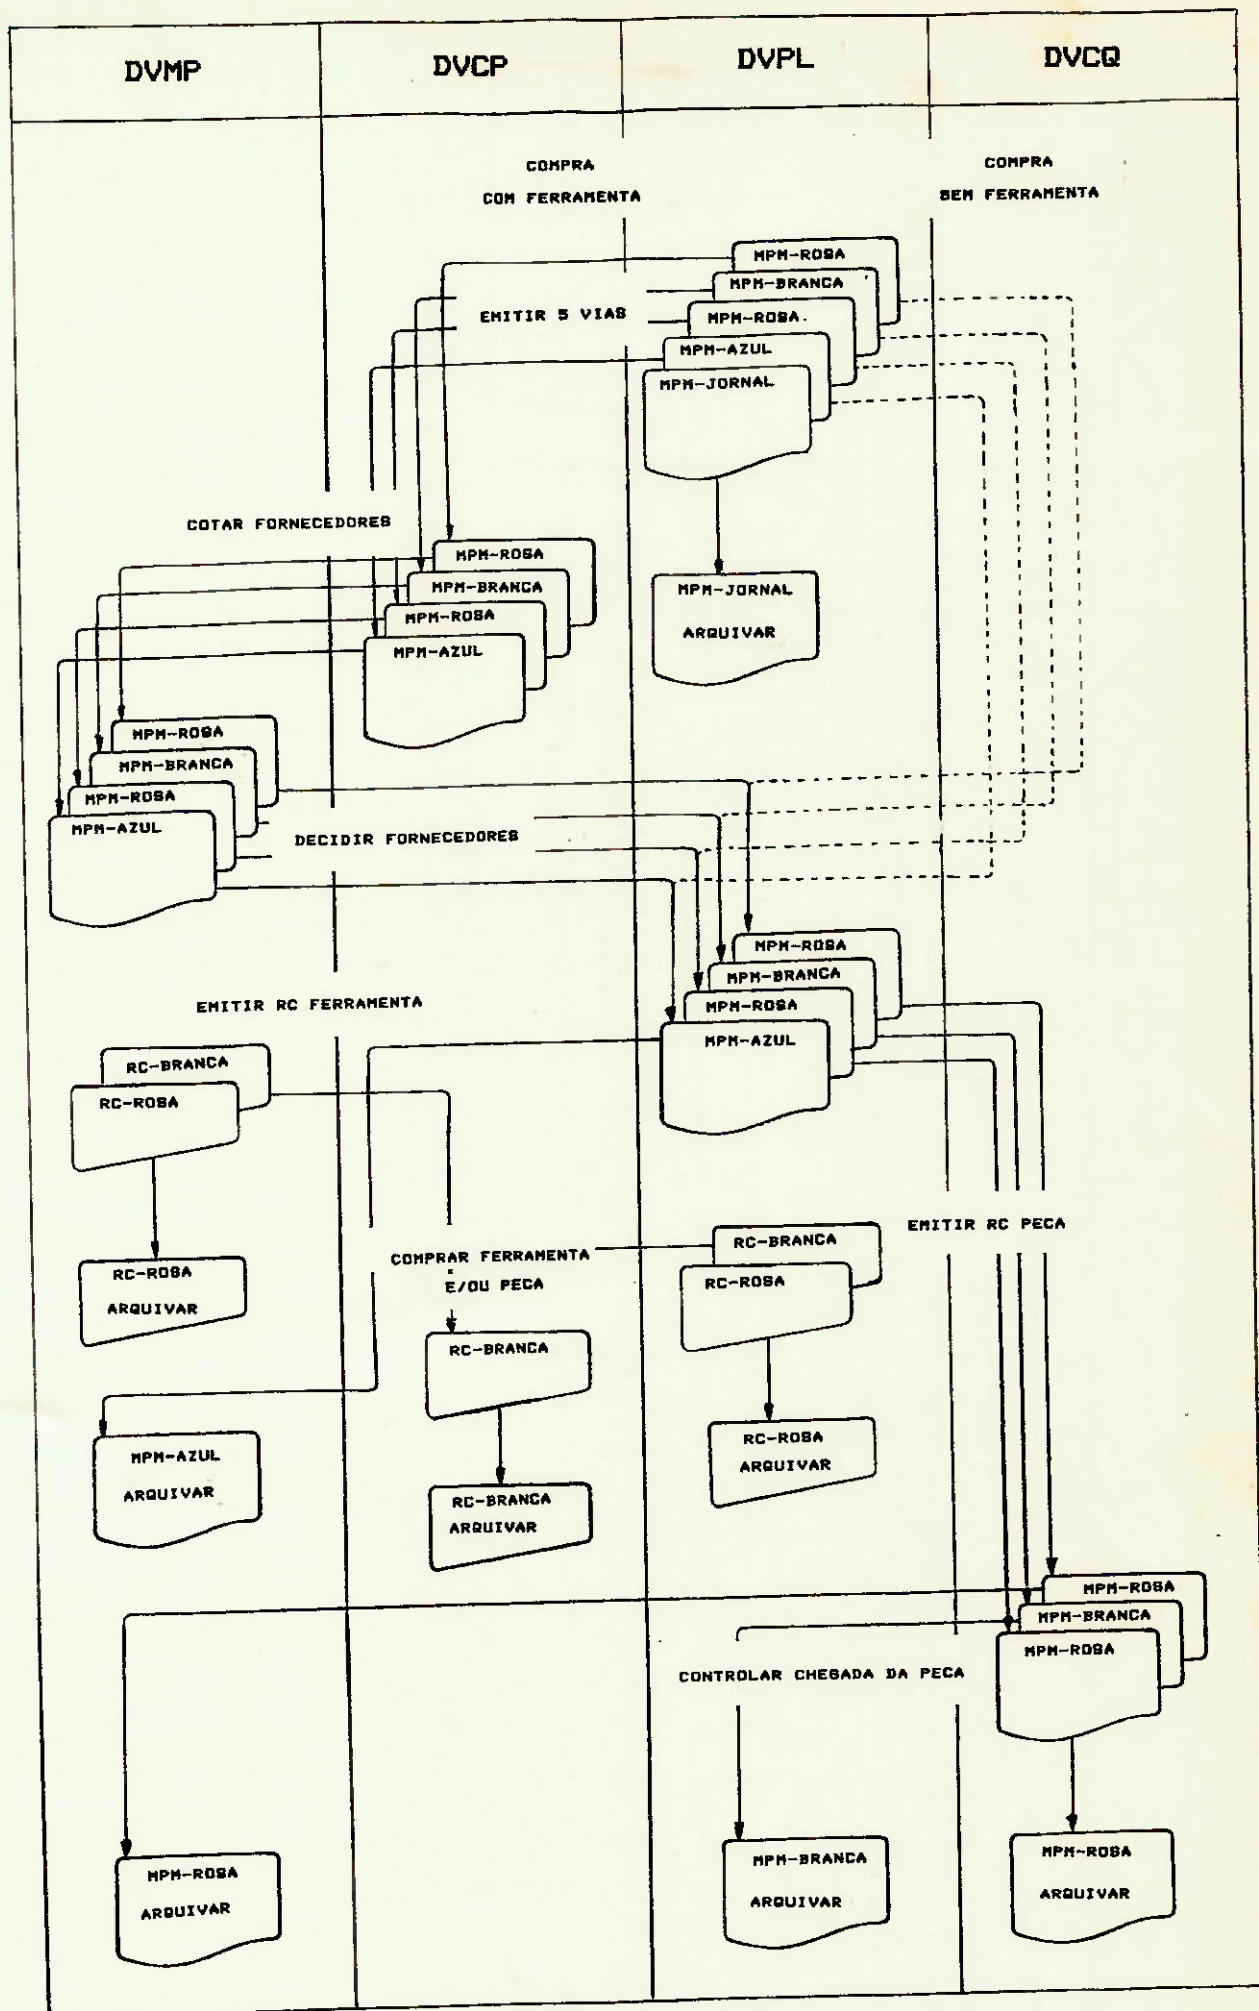 DVMP
DVCP
DVPL
DVCQ
COMPRA
COM FERRAMENTA
COMPRA
SEM FERRAMENTA
MPM-ROSA
MPM-BRANCA
EMITIR 5 VIAS
MPM-ROSA.
MPM-AZUL
MPM-JORNAL
COTAR FORNECEDORES
MPM-ROSA
MPM-BRANCA
MPM-ROSA
MPM-AZUL
MPM-JORNAL
ARQUIVAR
MPM-ROSA
MPM-BRANCA
MPM-ROSA
MPM-AZUL
DECIDIR FORNECEDORES
MPM-ROSA
MPM-BRANCA
MPM-ROSA
MPM-AZUL
EMITIR RC FERRAMENTA
RC-BRANCA
RC-ROSA
EMITIR RC PECA
RC-BRANCA
RC-ROSA
COMPRAR FERRAMENTA
E/OU PECA
RC-ROSA
ARQUIVAR
RC-BRANCA
RC-ROSA
ARQUIVAR
MPM-AZUL
ARQUIVAR
RC-BRANCA
ARQUIVAR
MPM-ROSA
MPM-BRANCA
MPM-ROSA
CONTROLAR CHEGADA DA PECA
MPM-ROSA
ARQUIVAR
MPM-BRANCA
ARQUIVAR
MPM-ROSA
ARQUIVAR